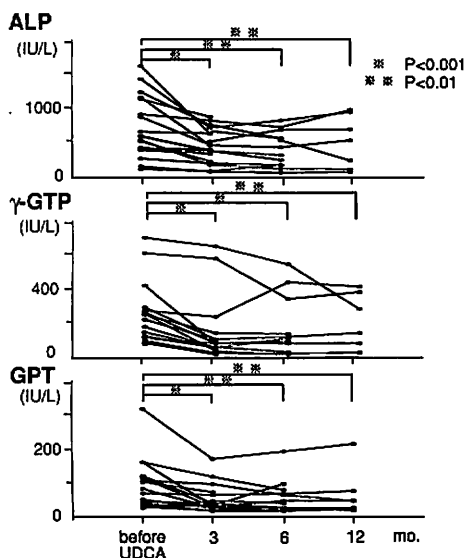 ALP
(IU/L)
※ ※
※ ※
※
※ P<0.001
※ ※ P<0.01
1000
0
γ-GTP
(IU/L)
※ ※
※
※
400
0
GPT
(IU/L)
※ ※
※ ※
※
200
0
before 3 6 12 mo.
UDCA